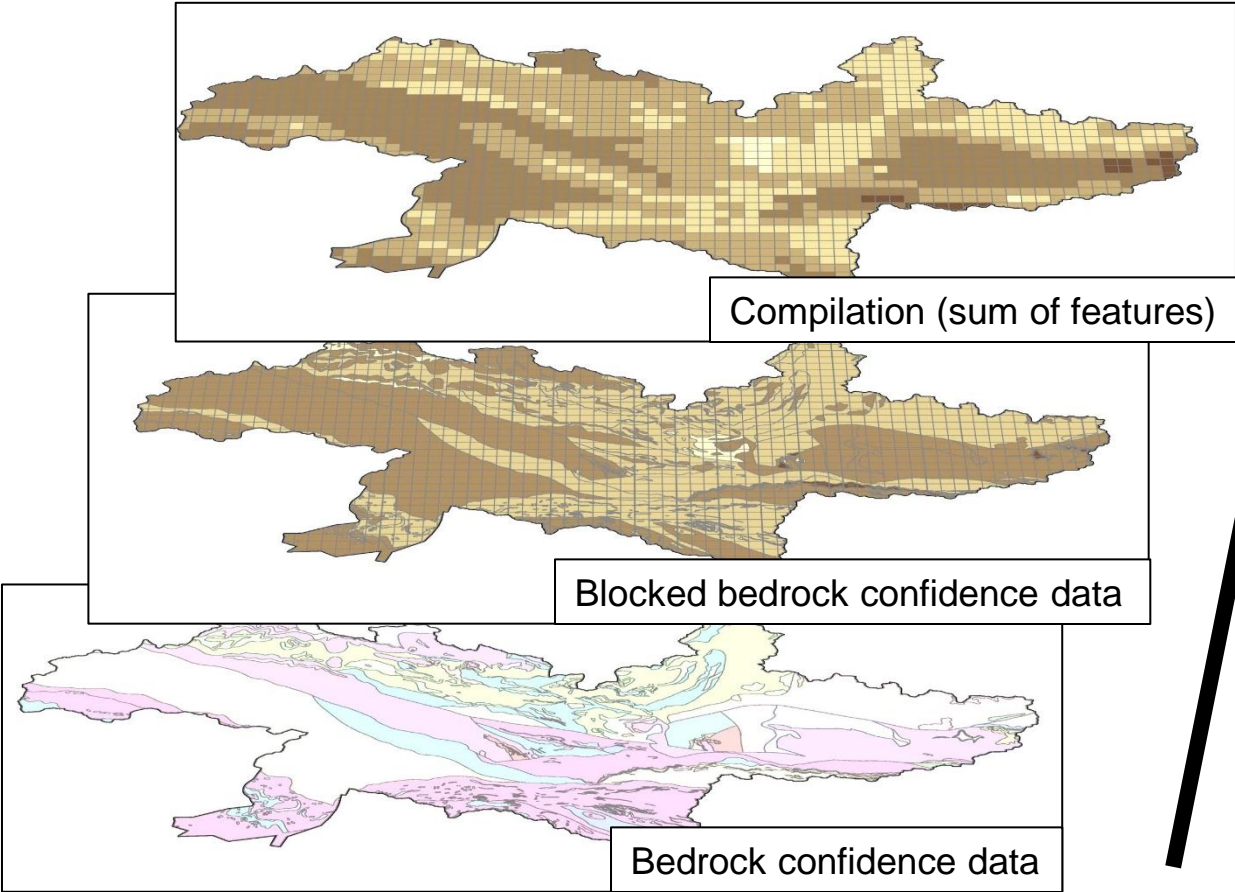 Compilation (sum of features)
Blocked bedrock confidence data
Bedrock confidence data